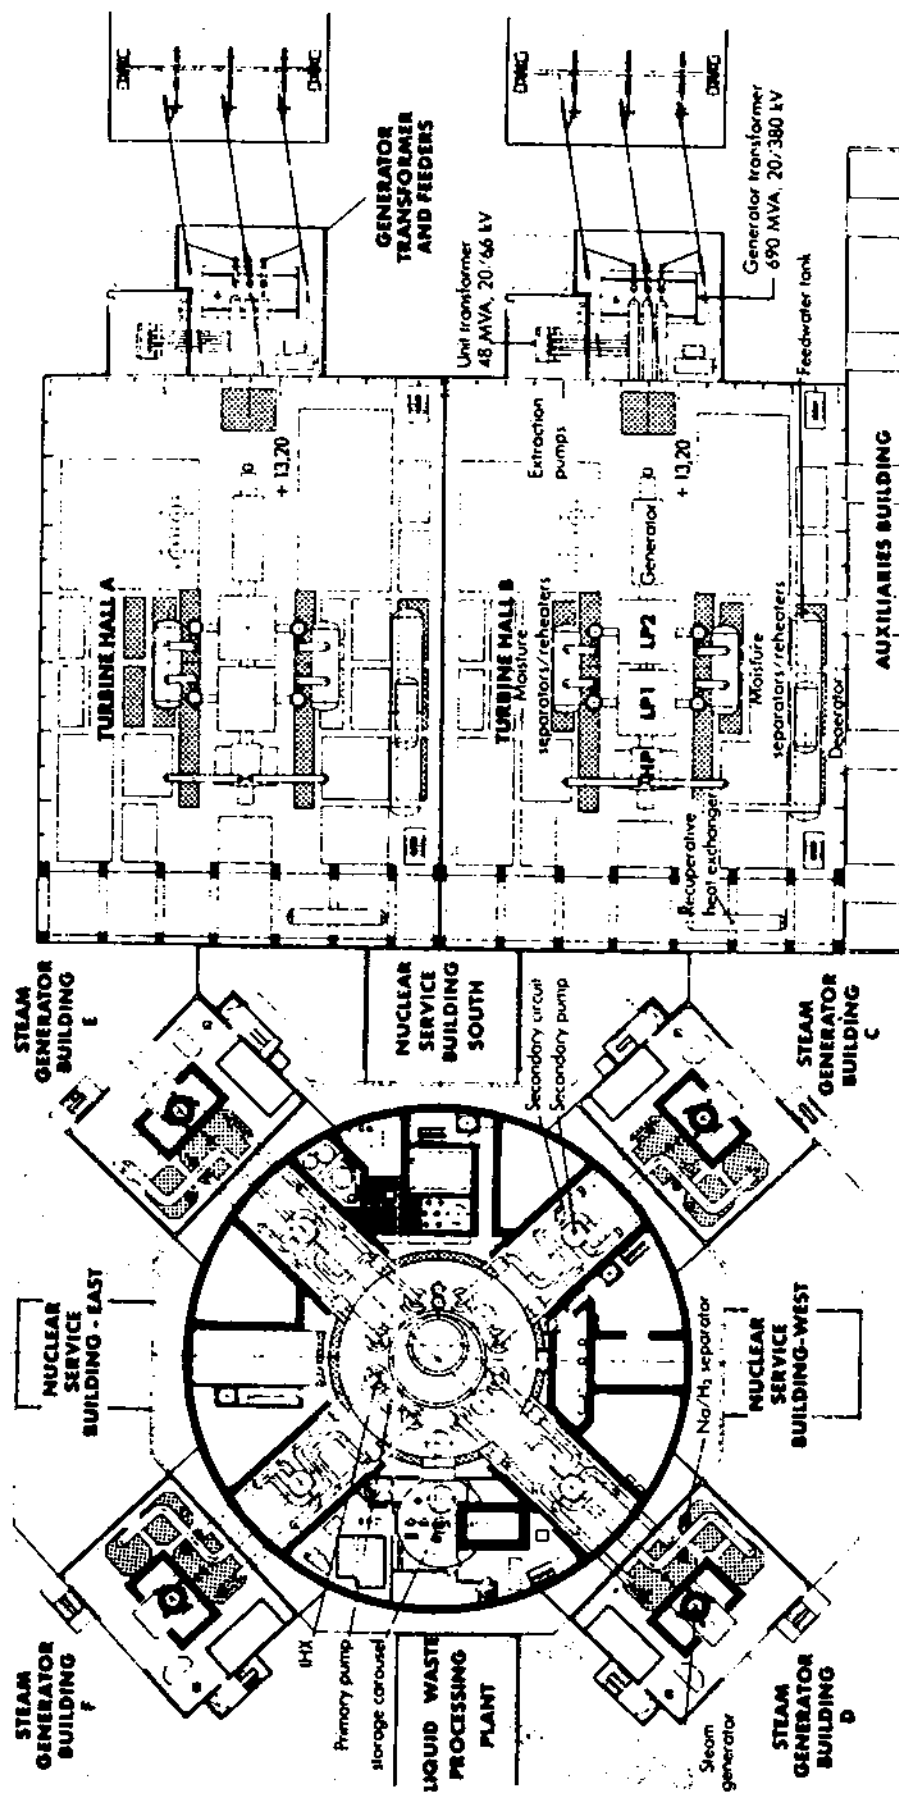 STEAM
GENERATOR
BUILDING
F
NUCLEAR
SERVICE
BUILDING - EAST
STEAM
GENERATOR
BUILDING
E
TURBINE HALL A
+ 13,20
GENERATOR
TRANSFORMER
AND FEEDERS
IHX
Primary pump
storage carousel
LIQUID WASTE
PROCESSING
PLANT
NUCLEAR
SERVICE
BUILDING
SOUTH
Secondary circuit
Secondary pump
TURBINE HALL B
Moisture
separators/reheaters
Extraction
pumps
Unit transformer
48 MVA, 20/66 kV
HP
LP1
LP2
Generator
+ 13,20
Recuperative
heat exchanger
Moisture
separators/reheaters
Generator transformer
690 MVA, 20/380 kV
Feedwater tank
Deaerator
Steam
generator
STEAM
GENERATOR
BUILDING
D
Na/H₂ separator
NUCLEAR
SERVICE
BUILDING-WEST
STEAM
GENERATOR
BUILDING
C
AUXILIARIES BUILDING